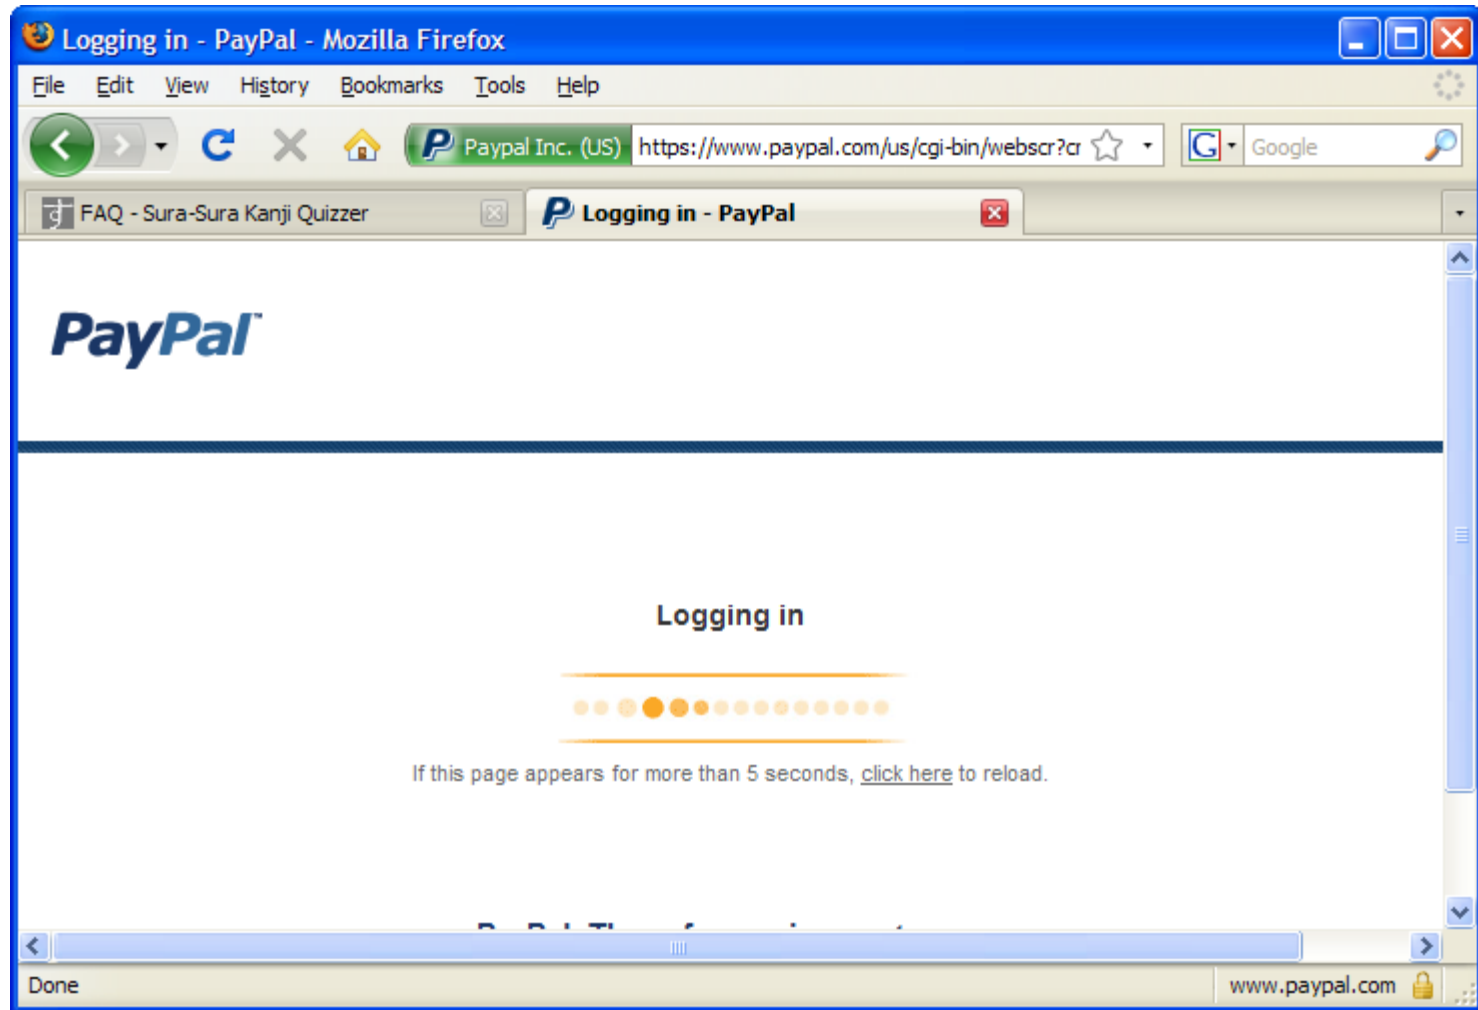 Logging in - PayPal - Mozilla Firefox
File Edit View History Bookmarks Tools Help
Paypal Inc. (US) https://www.paypal.com/us/cgi-bin/webscr?cr Google
FAQ - Sura-Sura Kanji Quizzer Logging in - PayPal
PayPal™
Logging in
If this page appears for more than 5 seconds, click here to reload.
Done www.paypal.com